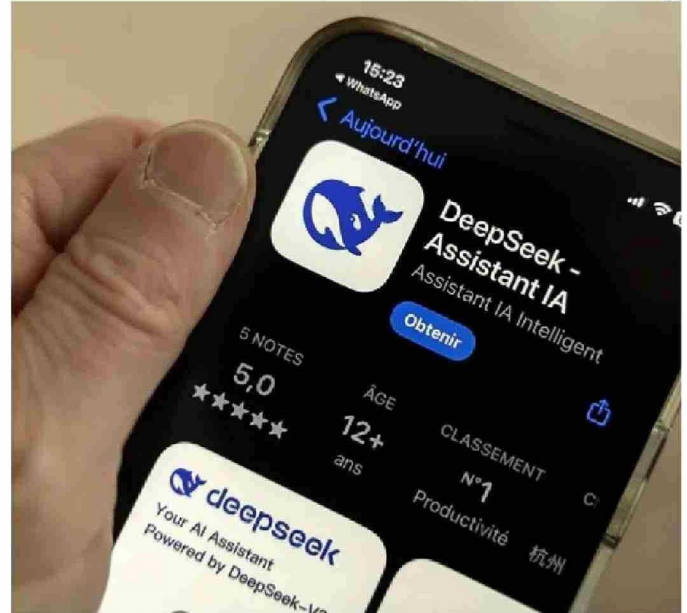 15:23
WhatsApp
Aujourd'hui
DeepSeek -
Assistant IA
Assistant IA Intelligent
Obtenir
5 NOTES
5,0
ÂGE
12+
ans
CLASSEMENT
N°1
Productivité
杭州
deepseek
Your AI Assistant
Powered by DeepSeek-V3